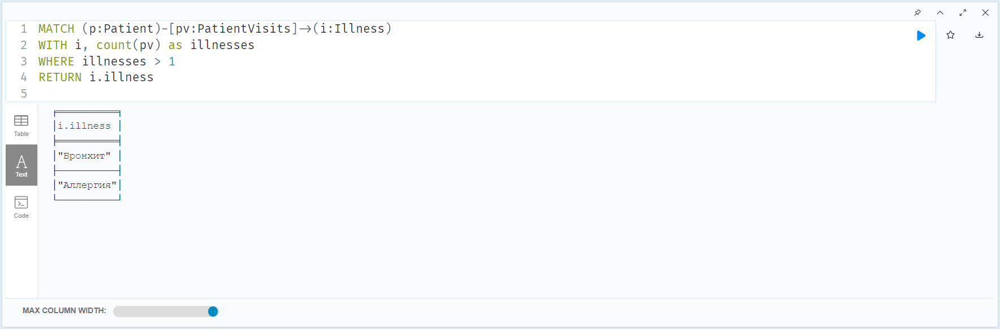 1 MATCH (p:Patient)-[pv:PatientVisits]->(i:Illness)
2 WITH i, count(pv) as illnesses
3 WHERE illnesses > 1
4 RETURN i.illness
5
Table
Text
Code
i.illness
"Бронхит"
"Аллергия"
MAX COLUMN WIDTH: